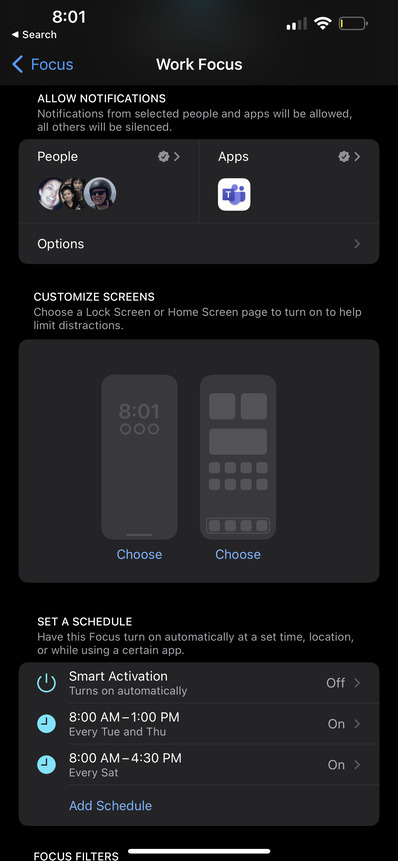 8:01
◀ Search
Focus
Work Focus
ALLOW NOTIFICATIONS
Notifications from selected people and apps will be allowed,
all others will be silenced.
People
Apps
T
Options
CUSTOMIZE SCREENS
Choose a Lock Screen or Home Screen page to turn on to help
limit distractions.
8:01
Choose
Choose
SET A SCHEDULE
Have this Focus turn on automatically at a set time, location,
or while using a certain app.
Smart Activation
Off
Turns on automatically
8:00 AM–1:00 PM
On
Every Tue and Thu
8:00 AM–4:30 PM
On
Every Sat
Add Schedule
FOCUS FILTERS